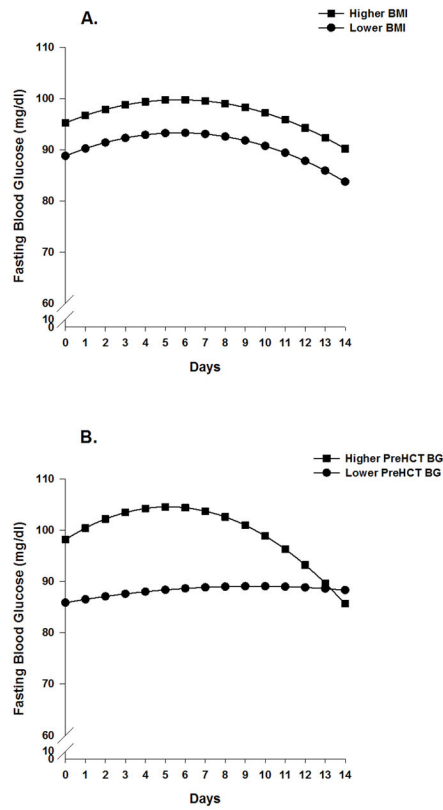 A.
Higher BMI
Lower BMI
Fasting Blood Glucose (mg/dl)
110
100
90
80
70
60
10
0
0 1 2 3 4 5 6 7 8 9 10 11 12 13 14
Days
B.
Higher PreHCT BG
Lower PreHCT BG
Fasting Blood Glucose (mg/dl)
110
100
90
80
70
60
10
0
0 1 2 3 4 5 6 7 8 9 10 11 12 13 14
Days